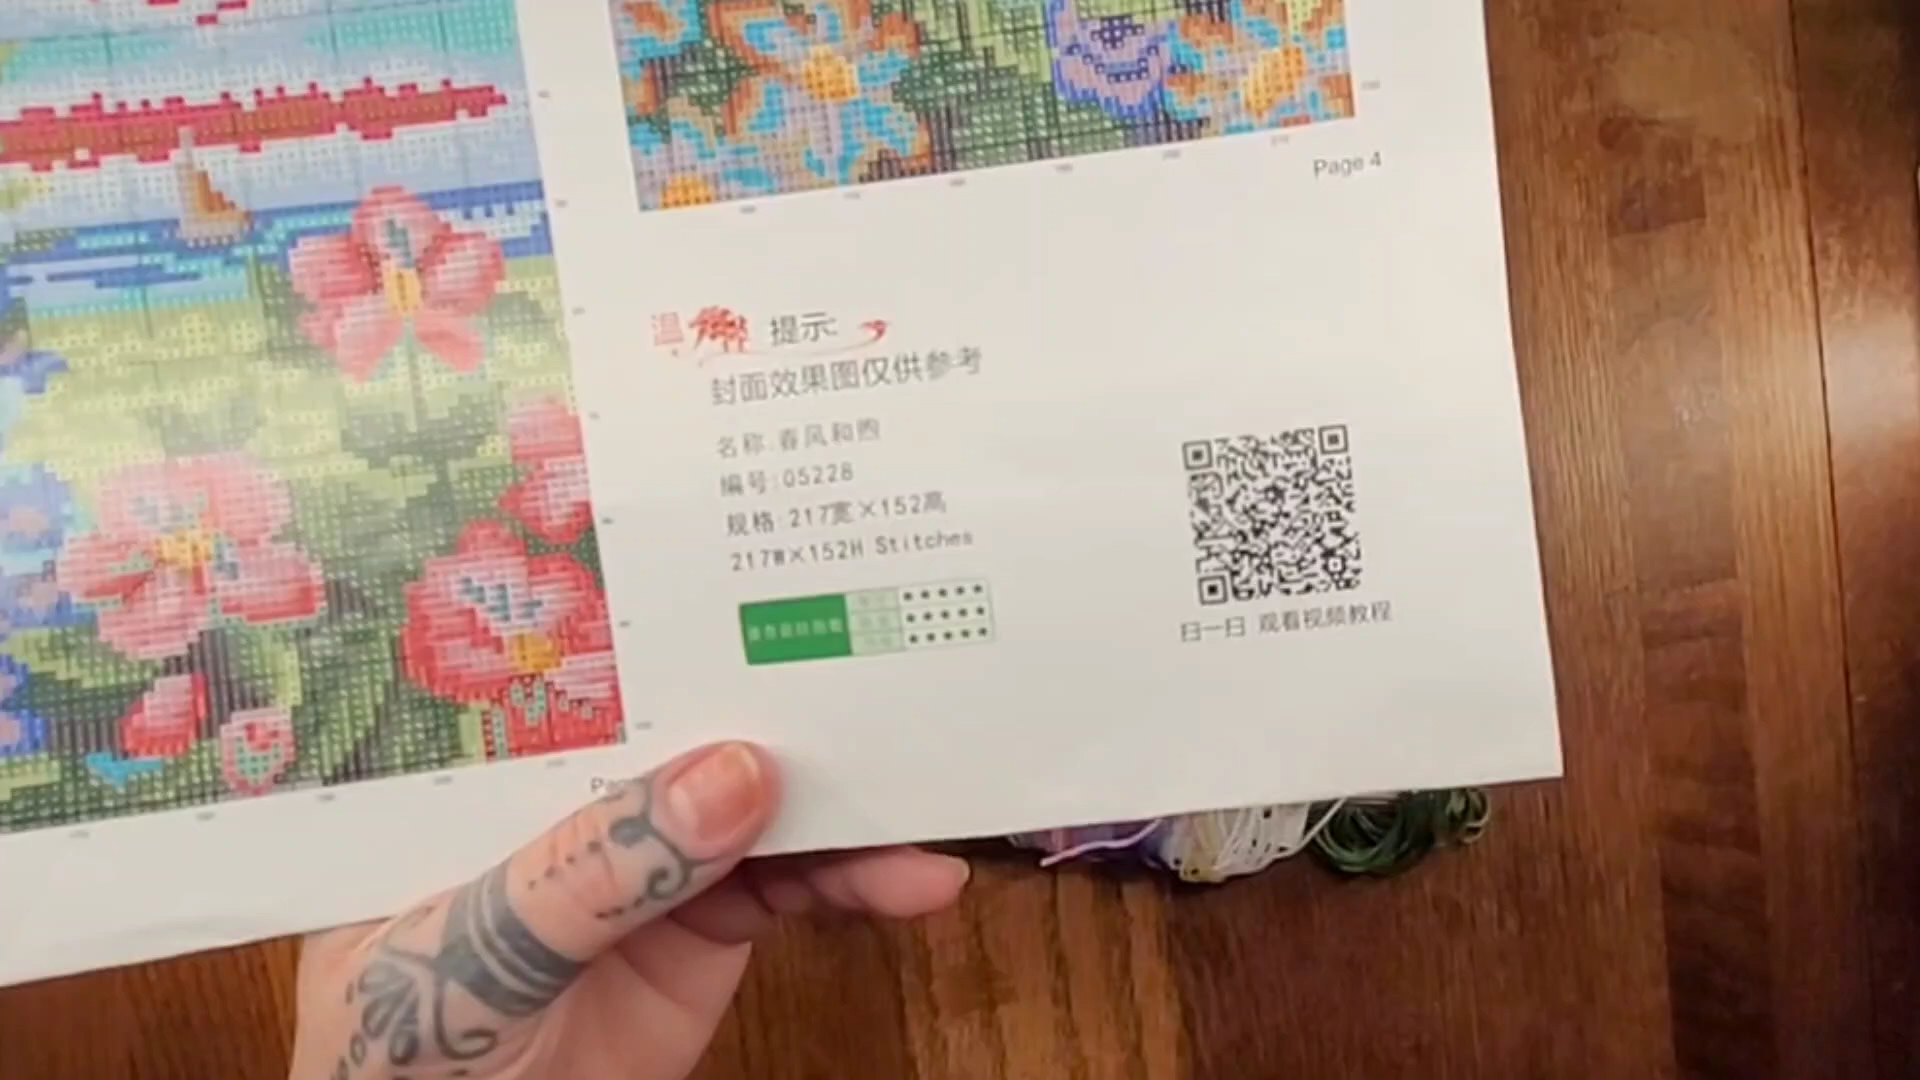 Page 4
温馨提示:
封面效果图仅供参考
名称:春风和煦
编号:05228
规格:217宽×152高
217W×152H Stitches
扫一扫 观看视频教程